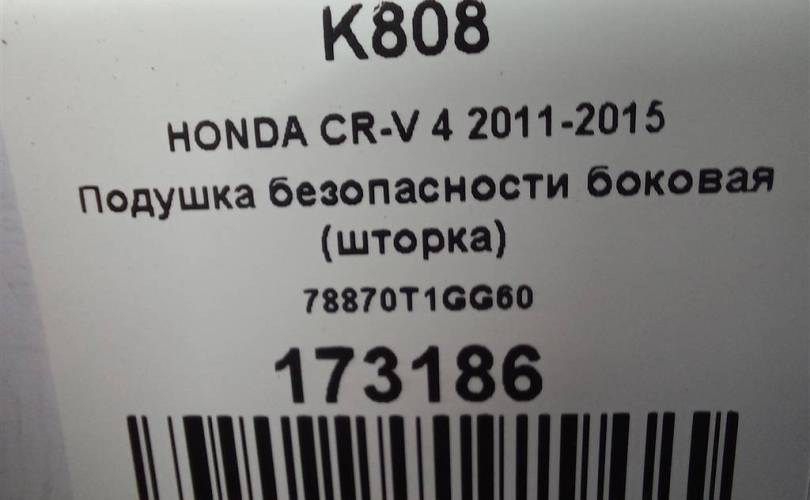 K808
HONDA CR-V 4 2011-2015
Подушка безопасности боковая
(шторка)
78870T1GG60
173186